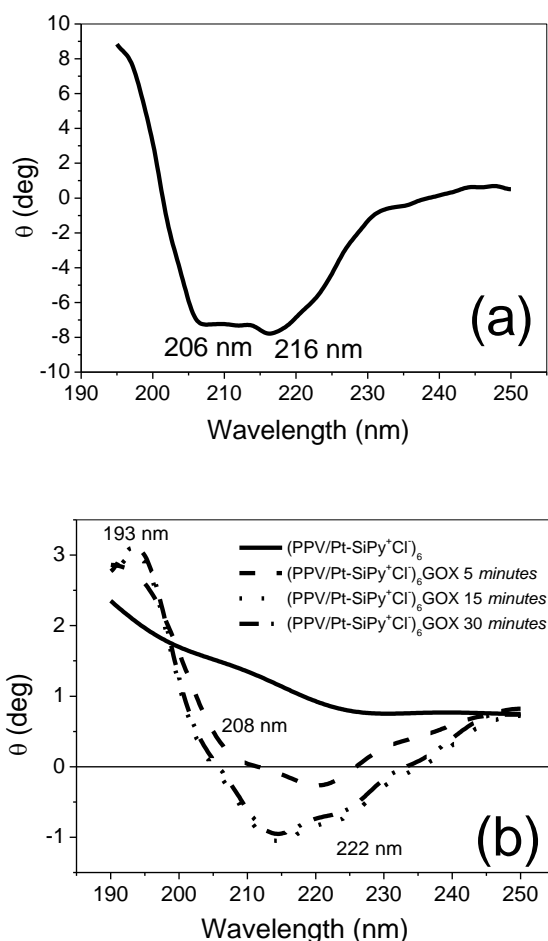 10
8
6
4
2
0
-2
-4
-6
-8
-10
θ (deg)
206 nm
216 nm
(a)
190 200 210 220 230 240 250
Wavelength (nm)
193 nm
(PPV/Pt-SiPy⁺Cl⁻)₆
(PPV/Pt-SiPy⁺Cl⁻)₆GOX 5 minutes
(PPV/Pt-SiPy⁺Cl⁻)₆GOX 15 minutes
(PPV/Pt-SiPy⁺Cl⁻)₆GOX 30 minutes
3
2
1
0
-1
θ (deg)
208 nm
222 nm
(b)
190 200 210 220 230 240 250
Wavelength (nm)